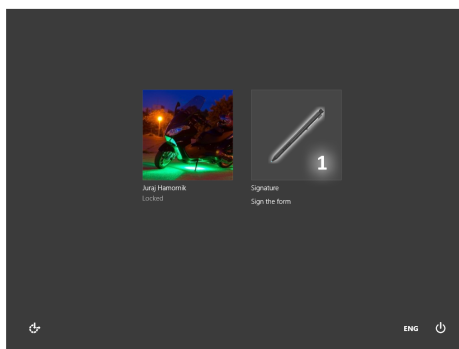 1
Juraj Hamornik
Locked
Signature
Sign the form
ENG